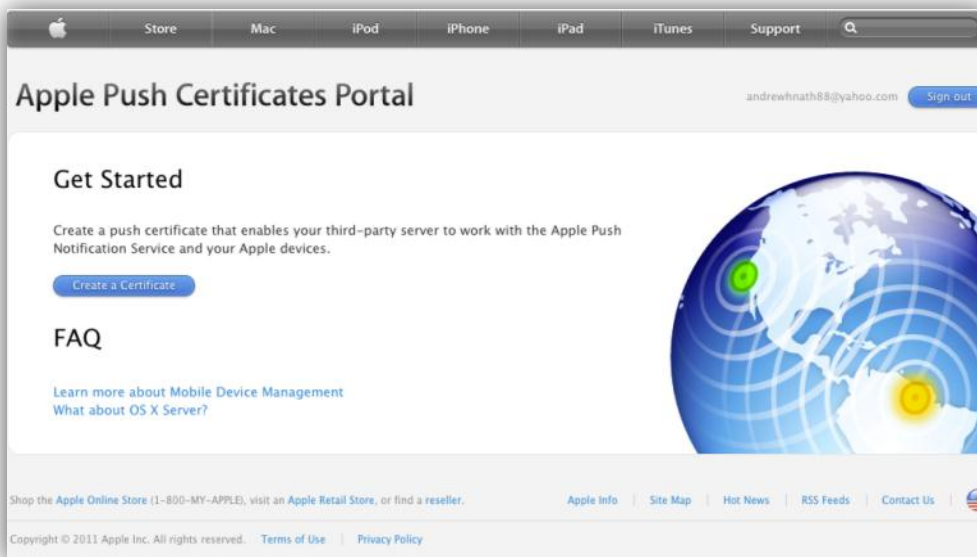 Store Mac iPod iPhone iPad iTunes Support
Apple Push Certificates Portal
andrewhnath88@yahoo.com Sign out
Get Started
Create a push certificate that enables your third-party server to work with the Apple Push
Notification Service and your Apple devices.
Create a Certificate
FAQ
Learn more about Mobile Device Management
What about OS X Server?
Shop the Apple Online Store (1-800-MY-APPLE), visit an Apple Retail Store, or find a reseller.
Apple Info | Site Map | Hot News | RSS Feeds | Contact Us |
Copyright © 2011 Apple Inc. All rights reserved. Terms of Use | Privacy Policy